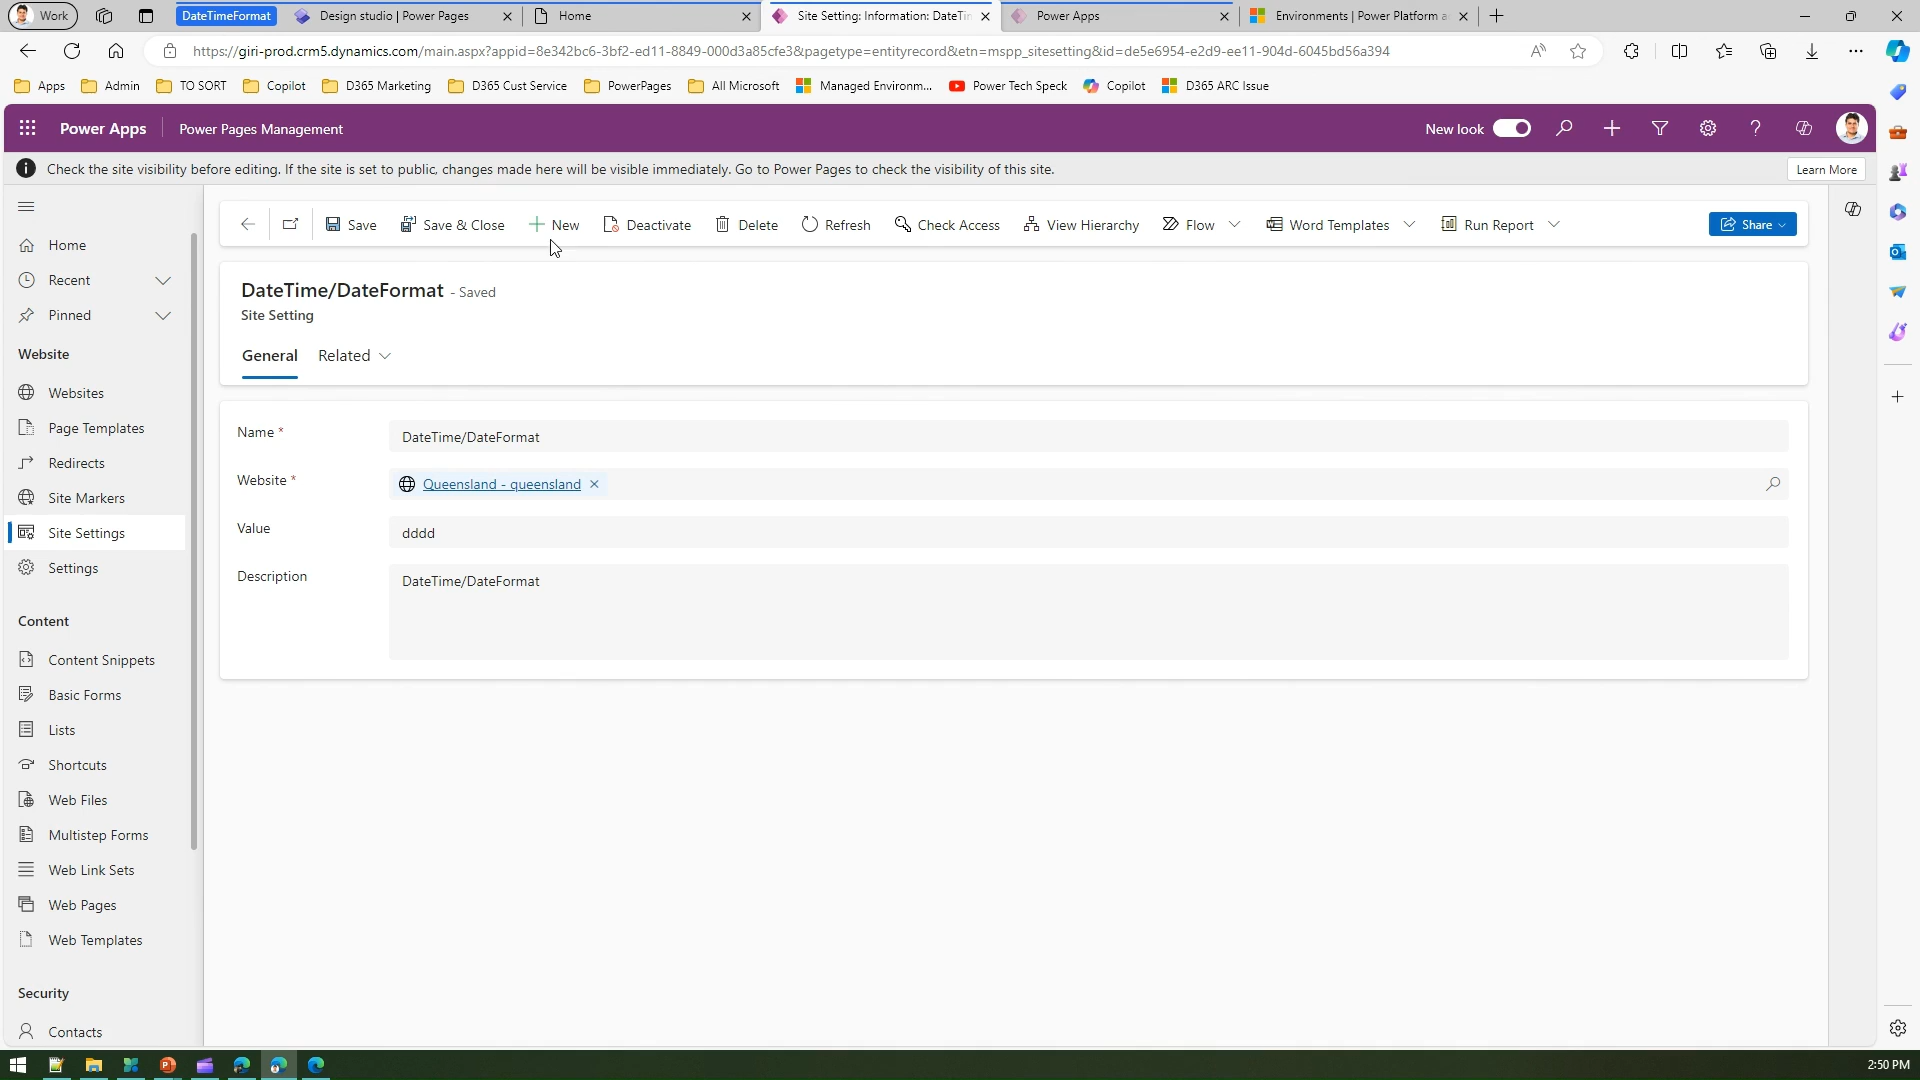 Work
DateTimeFormat
Design studio | Power Pages
Home
Site Setting: Information: DateTi
Power Apps
Environments | Power Platform a
https://giri-prod.crm5.dynamics.com/main.aspx?appid=8e342bc6-3bf2-ed11-8849-000d3a85cfe3&pagetype=entityrecord&etn=mspp_sitesetting&id=de5e6954-e2d9-ee11-904d-6045bd56a394
Apps
Admin
TO SORT
Copilot
D365 Marketing
D365 Cust Service
PowerPages
All Microsoft
Managed Environm...
Power Tech Speck
Copilot
D365 ARC Issue
Power Apps
Power Pages Management
New look
Check the site visibility before editing. If the site is set to public, changes made here will be visible immediately. Go to Power Pages to check the visibility of this site.
Learn More
Save
Save & Close
New
Deactivate
Delete
Refresh
Check Access
View Hierarchy
Flow
Word Templates
Run Report
Share
Home
Recent
Pinned
Website
Websites
Page Templates
Redirects
Site Markers
Site Settings
Settings
Content
Content Snippets
Basic Forms
Lists
Shortcuts
Web Files
Multistep Forms
Web Link Sets
Web Pages
Web Templates
Security
Contacts
DateTime/DateFormat - Saved
Site Setting
General
Related
Name *
DateTime/DateFormat
Website *
Queensland - queensland
Value
dddd
Description
DateTime/DateFormat
2:50 PM